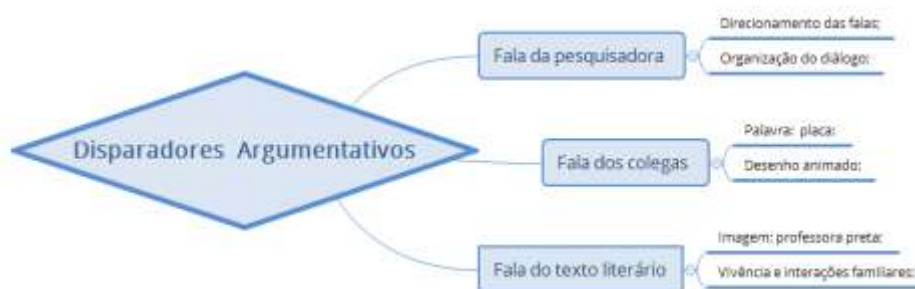 Disparadores Argumentativos
Fala da pesquisadora
Direcionamento das falas;
Organização do diálogo;
Fala dos colegas
Palavra: placa;
Desenho animado;
Fala do texto literário
Imagem: professora preta;
Vivência e interações familiares;